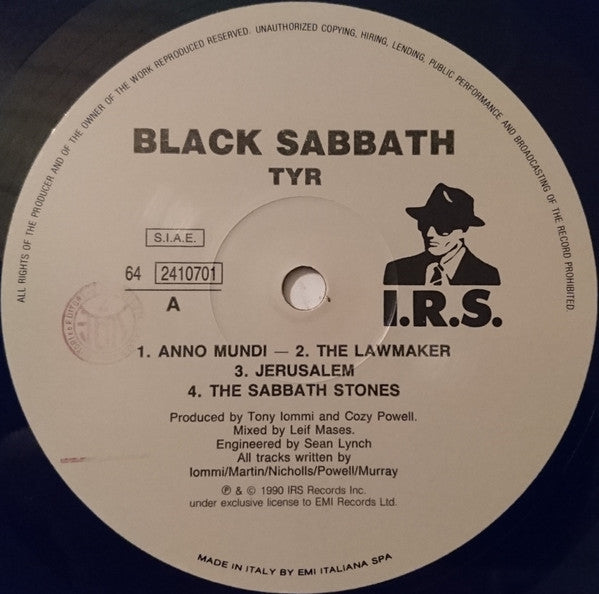 ALL RIGHTS OF THE PRODUCER AND OF THE OWNER OF THE WORK REPRODUCED RESERVED. UNAUTHORIZED COPYING, HIRING, LENDING, PUBLIC PERFORMANCE AND BROADCASTING OF THE RECORD PROHIBITED.
BLACK SABBATH
TYR
S.I.A.E.
64 2410701
A
I.R.S.
1. ANNO MUNDI — 2. THE LAWMAKER
3. JERUSALEM
4. THE SABBATH STONES
Produced by Tony Iommi and Cozy Powell.
Mixed by Leif Mases.
Engineered by Sean Lynch
All tracks written by
Iommi/Martin/Nicholls/Powell/Murray
℗ & © 1990 IRS Records Inc.
under exclusive license to EMI Records Ltd.
MADE IN ITALY BY EMI ITALIANA SPA